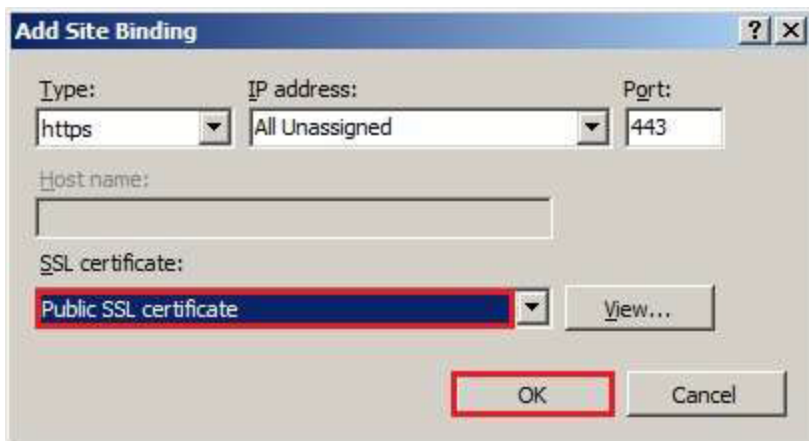 Add Site Binding
Type: IP address: Port:
https All Unassigned 443
Host name:
SSL certificate:
Public SSL certificate View...
OK Cancel